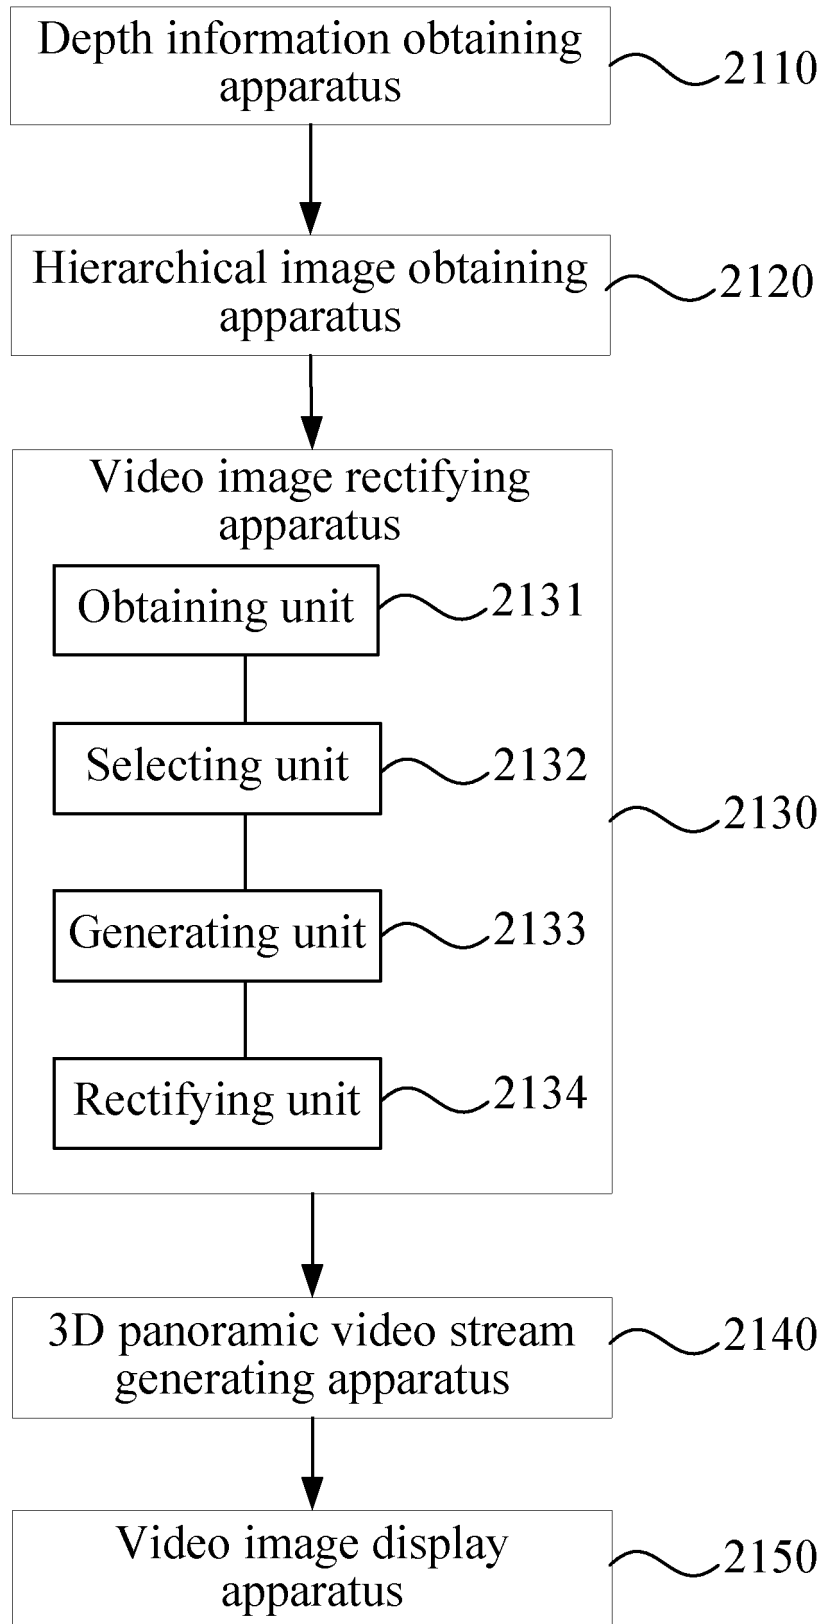 Depth information obtaining
apparatus
2110
Hierarchical image obtaining
apparatus
2120
Video image rectifying
apparatus
Obtaining unit
2131
Selecting unit
2132
2130
Generating unit
2133
Rectifying unit
2134
3D panoramic video stream
generating apparatus
2140
Video image display
apparatus
2150